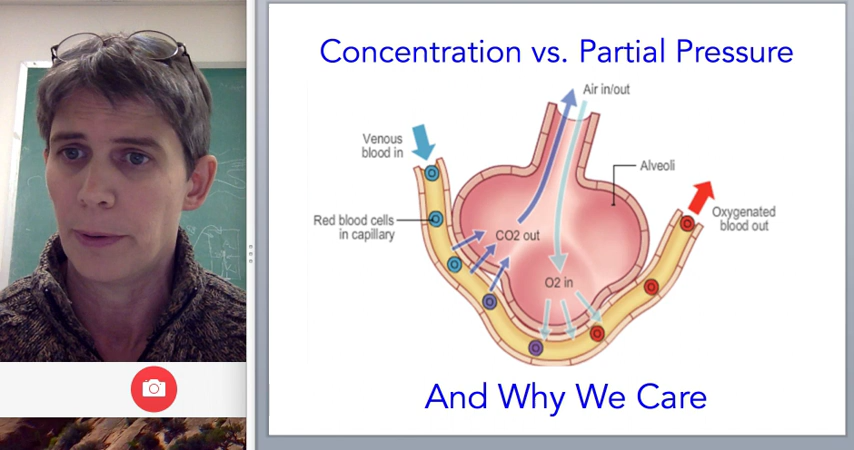 Concentration vs. Partial Pressure
Air in/out
Venous
blood in
Alveoli
Red blood cells
in capillary
Oxygenated
blood out
CO2 out
O2 in
And Why We Care